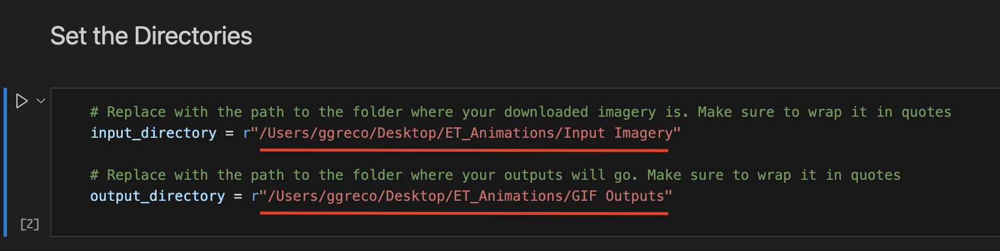 Set the Directories
# Replace with the path to the folder where your downloaded imagery is. Make sure to wrap it in quotes
input_directory = r"/Users/ggreco/Desktop/ET_Animations/Input Imagery"
# Replace with the path to the folder where your outputs will go. Make sure to wrap it in quotes
output_directory = r"/Users/ggreco/Desktop/ET_Animations/GIF Outputs"
[2]